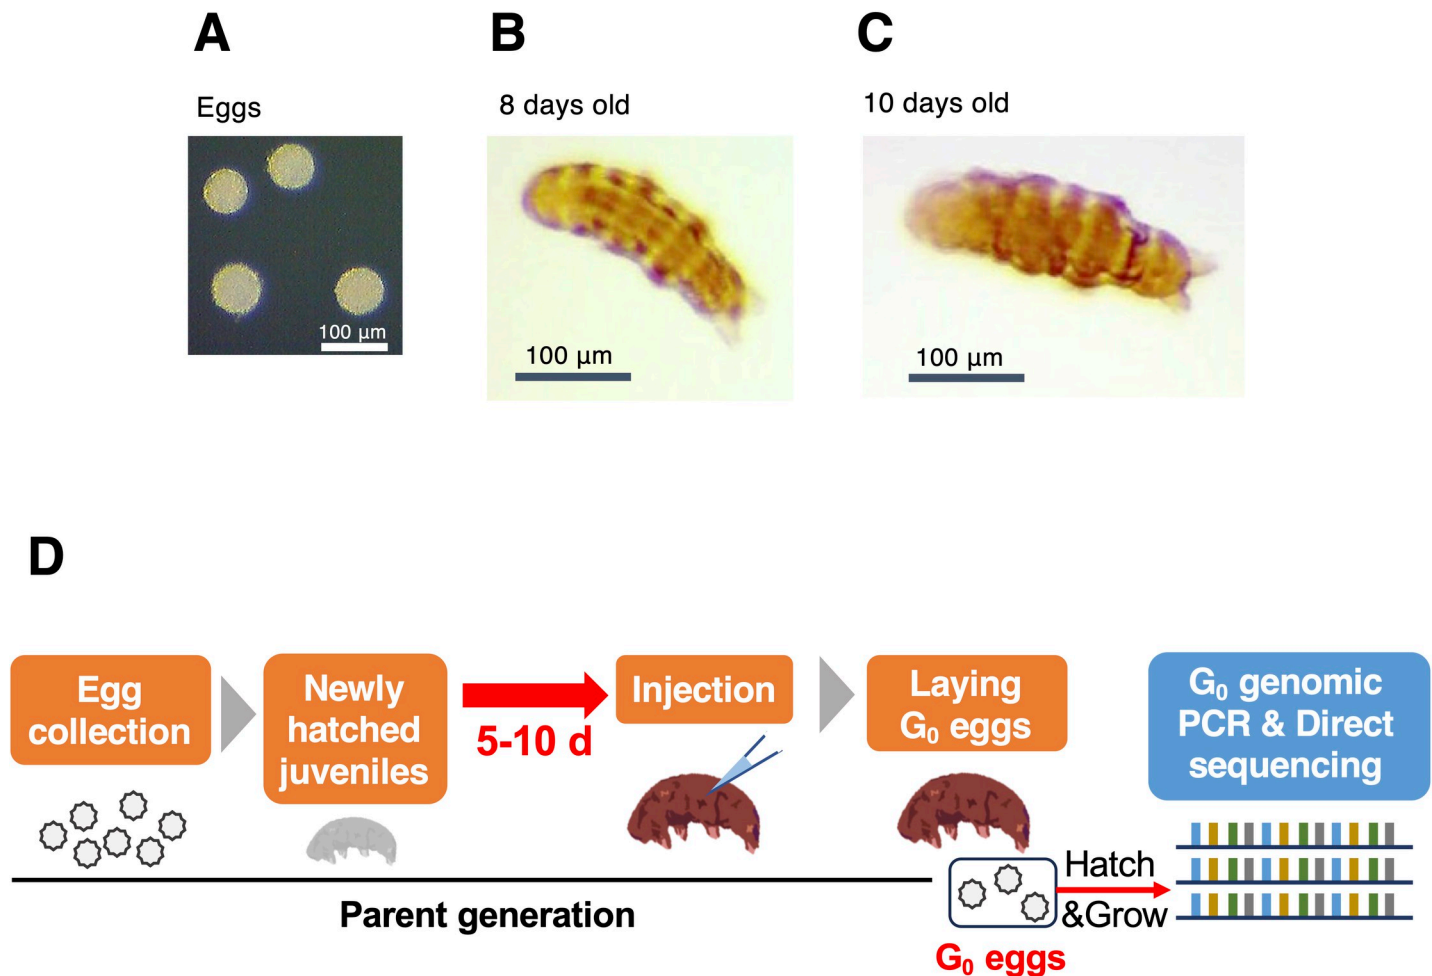 A
B
C
Eggs
8 days old
10 days old
100 µm
100 µm
100 µm
D
Egg
collection
Newly
hatched
juveniles
5-10 d
Injection
Laying
G₀ eggs
G₀ genomic
PCR & Direct
sequencing
Hatch
&Grow
Parent generation
G₀ eggs